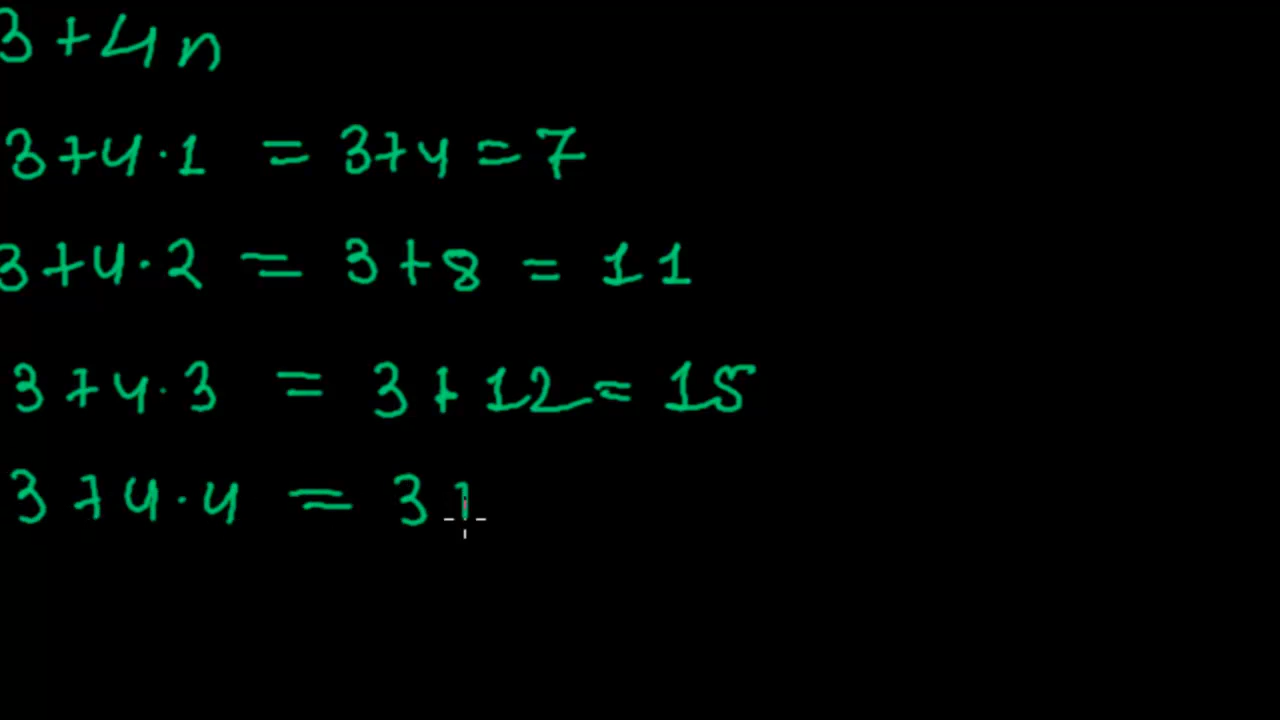 3+4n
3+4·1 = 3+4 = 7
3+4·2 = 3+8 = 11
3+4·3 = 3+12 = 15
3+4·4 = 3